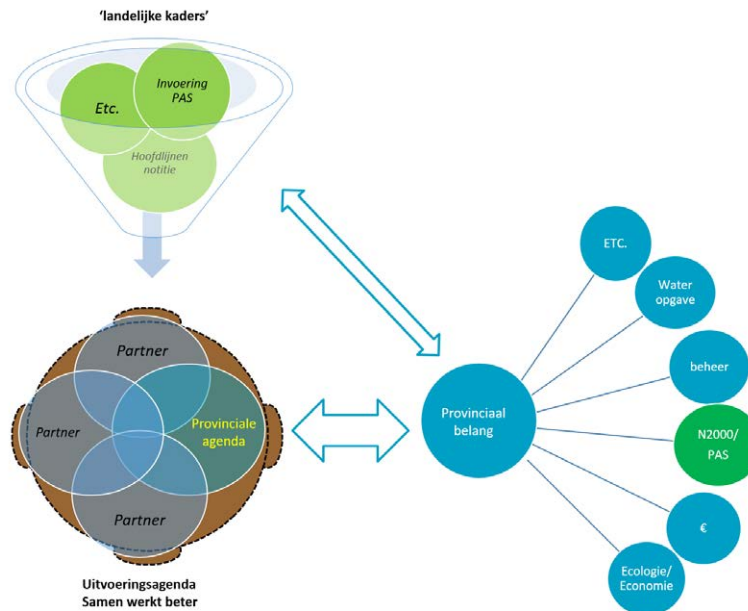 'landelijke kaders'
Invoering
PAS
Etc.
Hoofdlijnen
notitie
Partner
Partner
Provinciale
agenda
Partner
Uitvoeringsagenda
Samen werkt beter
Provinciaal
belang
ETC.
Water
opgave
beheer
N2000/
PAS
€
Ecologie/
Economie